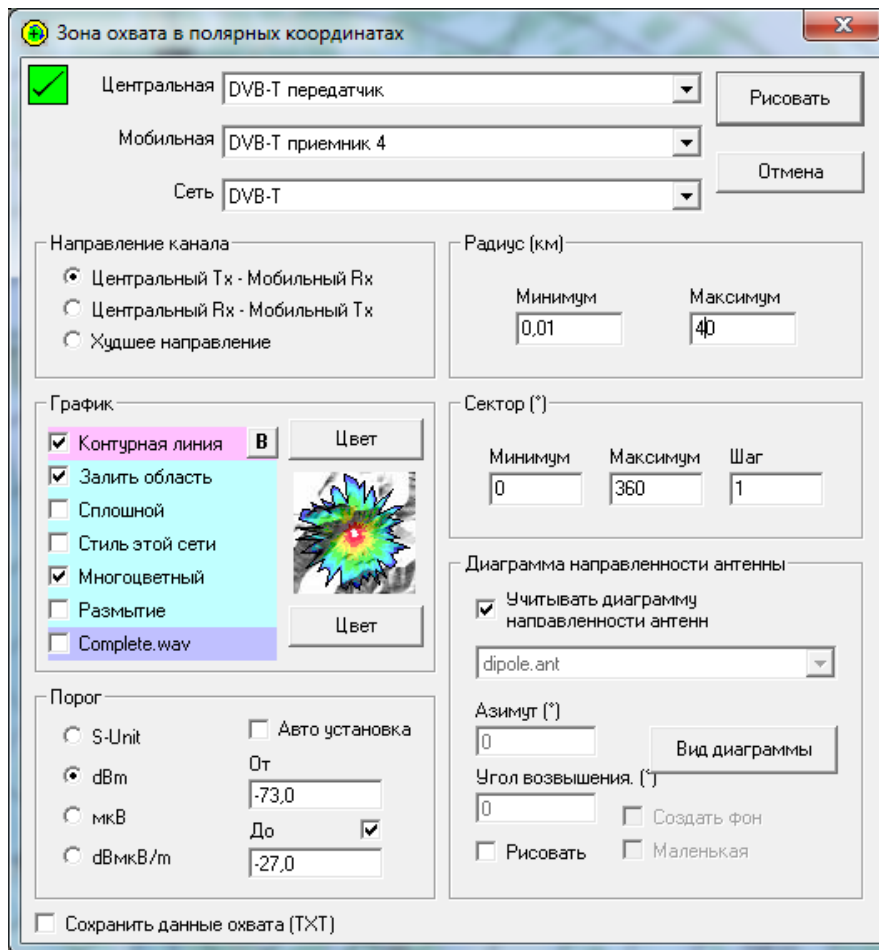 Зона охвата в полярных координатах
Центральная DVB-T передатчик
Рисовать
Мобильная DVB-T приемник 4
Отмена
Сеть DVB-T
Направление канала
Центральный Tx - Мобильный Rx
Центральный Rx - Мобильный Tx
Худшее направление
Радиус (км)
Минимум Максимум
0,01 40
График
Контурная линия B
Залить область
Сплошной
Стиль этой сети
Многоцветный
Размытие
Complete.wav
Цвет
Цвет
Сектор (°)
Минимум Максимум Шаг
0 360 1
Диаграмма направленности антенны
Учитывать диаграмму
направленности антенн
dipole.ant
Азимут (°)
0
Вид диаграммы
Угол возвышения. (°)
0
Создать фон
Рисовать Маленькая
Порог
S-Unit
dBm
мкВ
dBмкВ/m
Авто установка
От
-73,0
До
-27,0
Сохранить данные охвата (TXT)